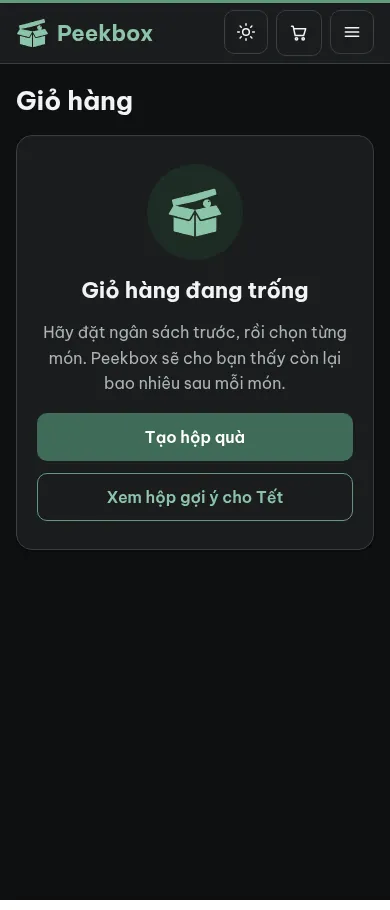 Peekbox
Giỏ hàng
Giỏ hàng đang trống
Hãy đặt ngân sách trước, rồi chọn từng
món. Peekbox sẽ cho bạn thấy còn lại
bao nhiêu sau mỗi món.
Tạo hộp quà
Xem hộp gợi ý cho Tết